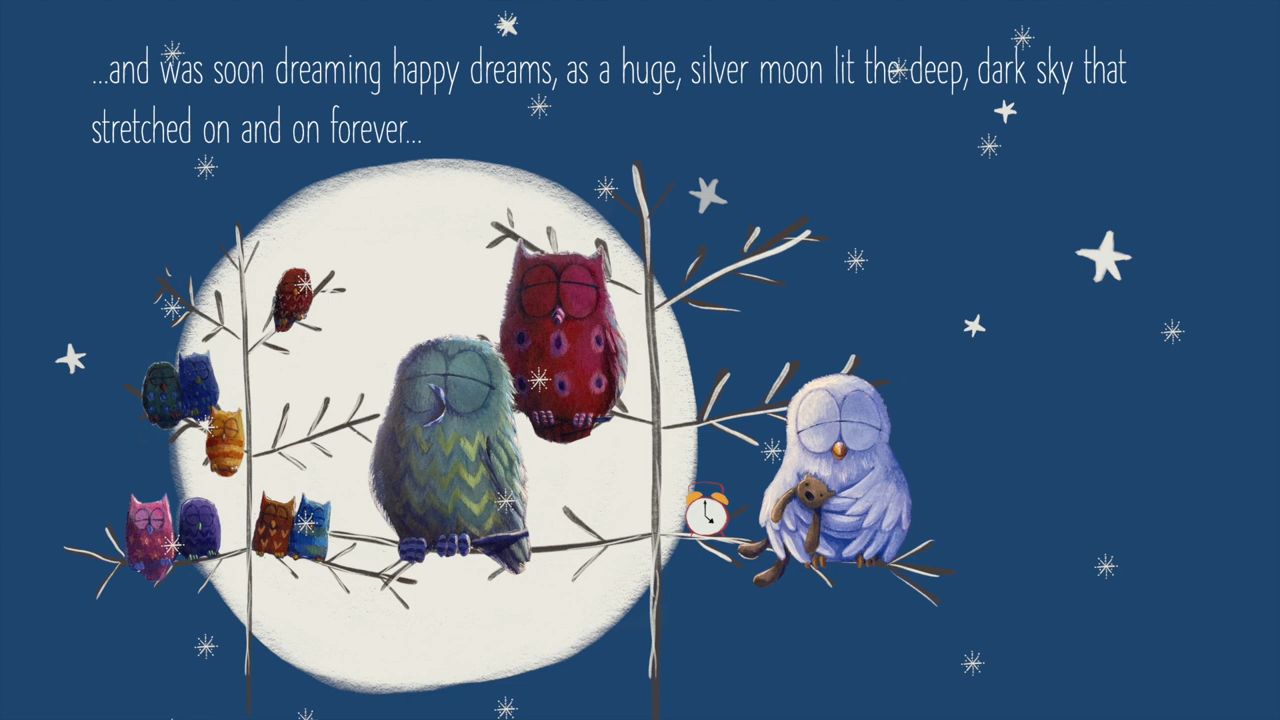 ...and was soon dreaming happy dreams, as a huge, silver moon lit the deep, dark sky that
stretched on and on forever...